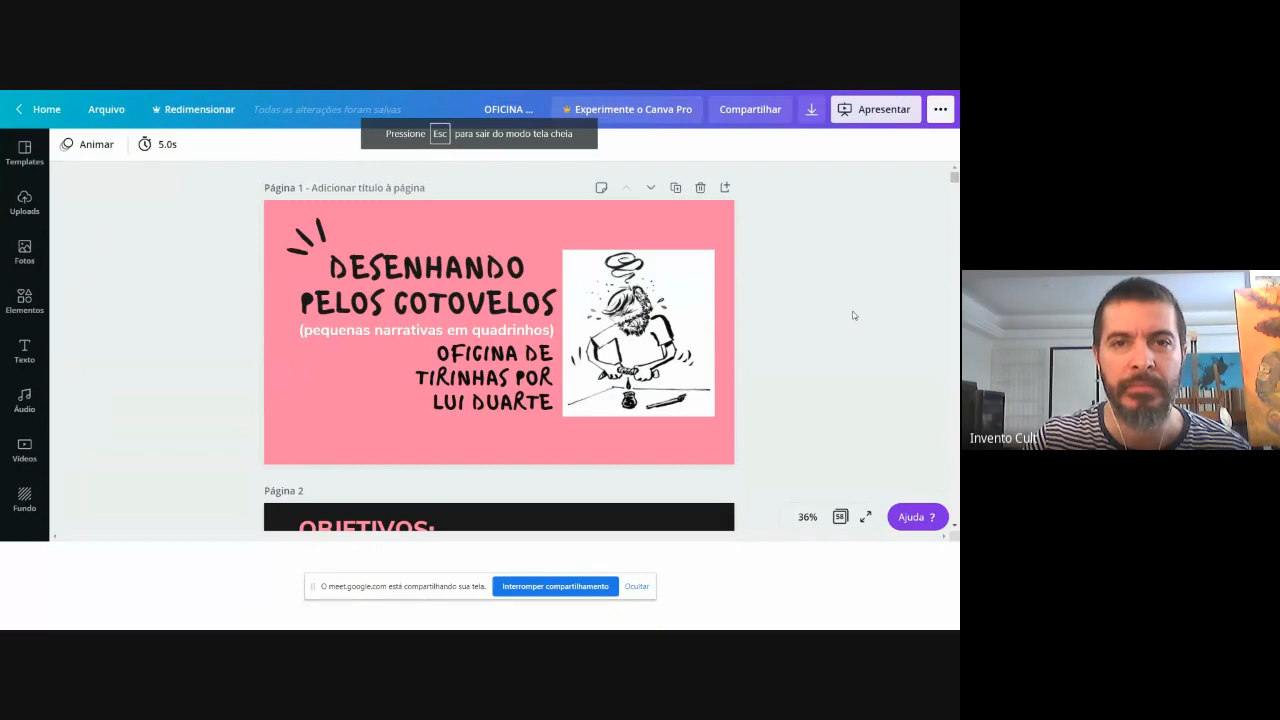 Home
Arquivo
Redimensionar
Todas as alterações foram salvas
OFICINA ...
Experimente o Canva Pro
Compartilhar
Apresentar
Pressione Esc para sair do modo tela cheia
Animar
5.0s
Templates
Uploads
Fotos
Elementos
Texto
Áudio
Vídeos
Fundo
Página 1 - Adicionar título à página
DESENHANDO
PELOS COTOVELOS
(pequenas narrativas em quadrinhos)
OFICINA DE
TIRINHAS POR
LUI DUARTE
Página 2
OBJETIVOS:
36%
58
Ajuda ?
Invento Cult
O meet.google.com está compartilhando sua tela.
Interromper compartilhamento
Ocultar